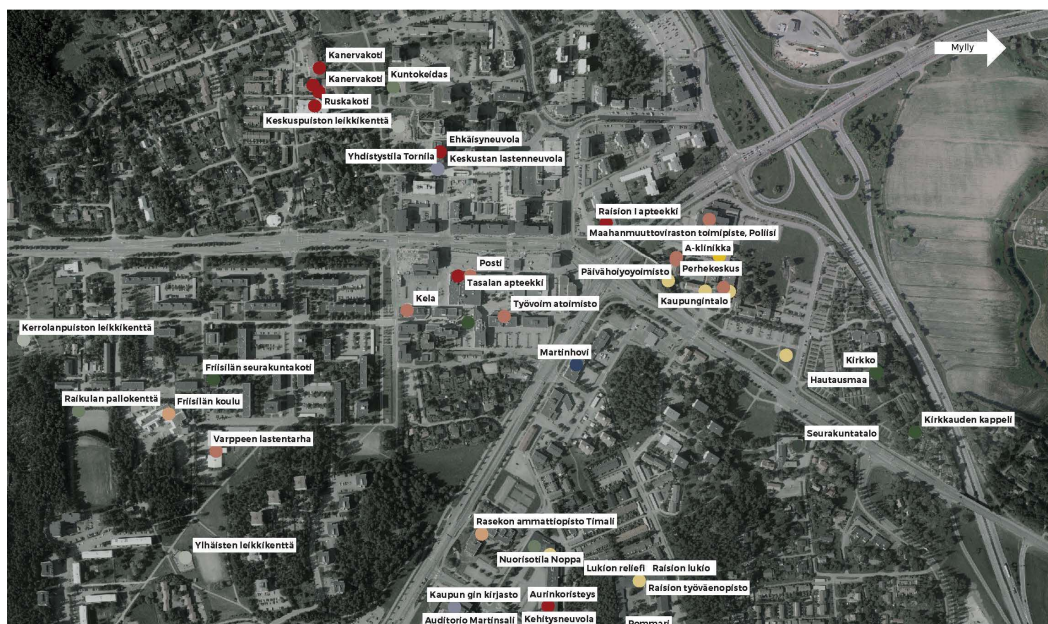 Mylly
Kanervakoti
Kuntokeidas
Kanervakoti
Ruskakoti
Keskuspuiston leikkikenttä
Ehkäisyneuvola
Yhdistystila Tornila
Keskustan lastenneuvola
Raision I apteekki
Maahanmuuttoviraston toimipiste, Poliisi
A-klinikka
Posti
Päivähoiyoyoimisto
Perhekeskus
Tasalan apteekki
Kela
Työvoim atoimisto
Kaupungintalo
Kerrolanpuiston leikkikenttä
Martinhovi
Kirkko
Friisilän seurakuntakoti
Hautausmaa
Raikulan pallokenttä
Friisilän koulu
Kirkkauden kappeli
Seurakuntatalo
Varppeen lastentarha
Rasekon ammattiopisto Timali
Ylhäisten leikkikenttä
Nuorisotila Noppa
Lukion reliefi
Raision lukio
Raision työväenopisto
Kaupun gin kirjasto
Aurinkoristeys
Auditorio Martinsali
Kehitysneuvola
Pommari